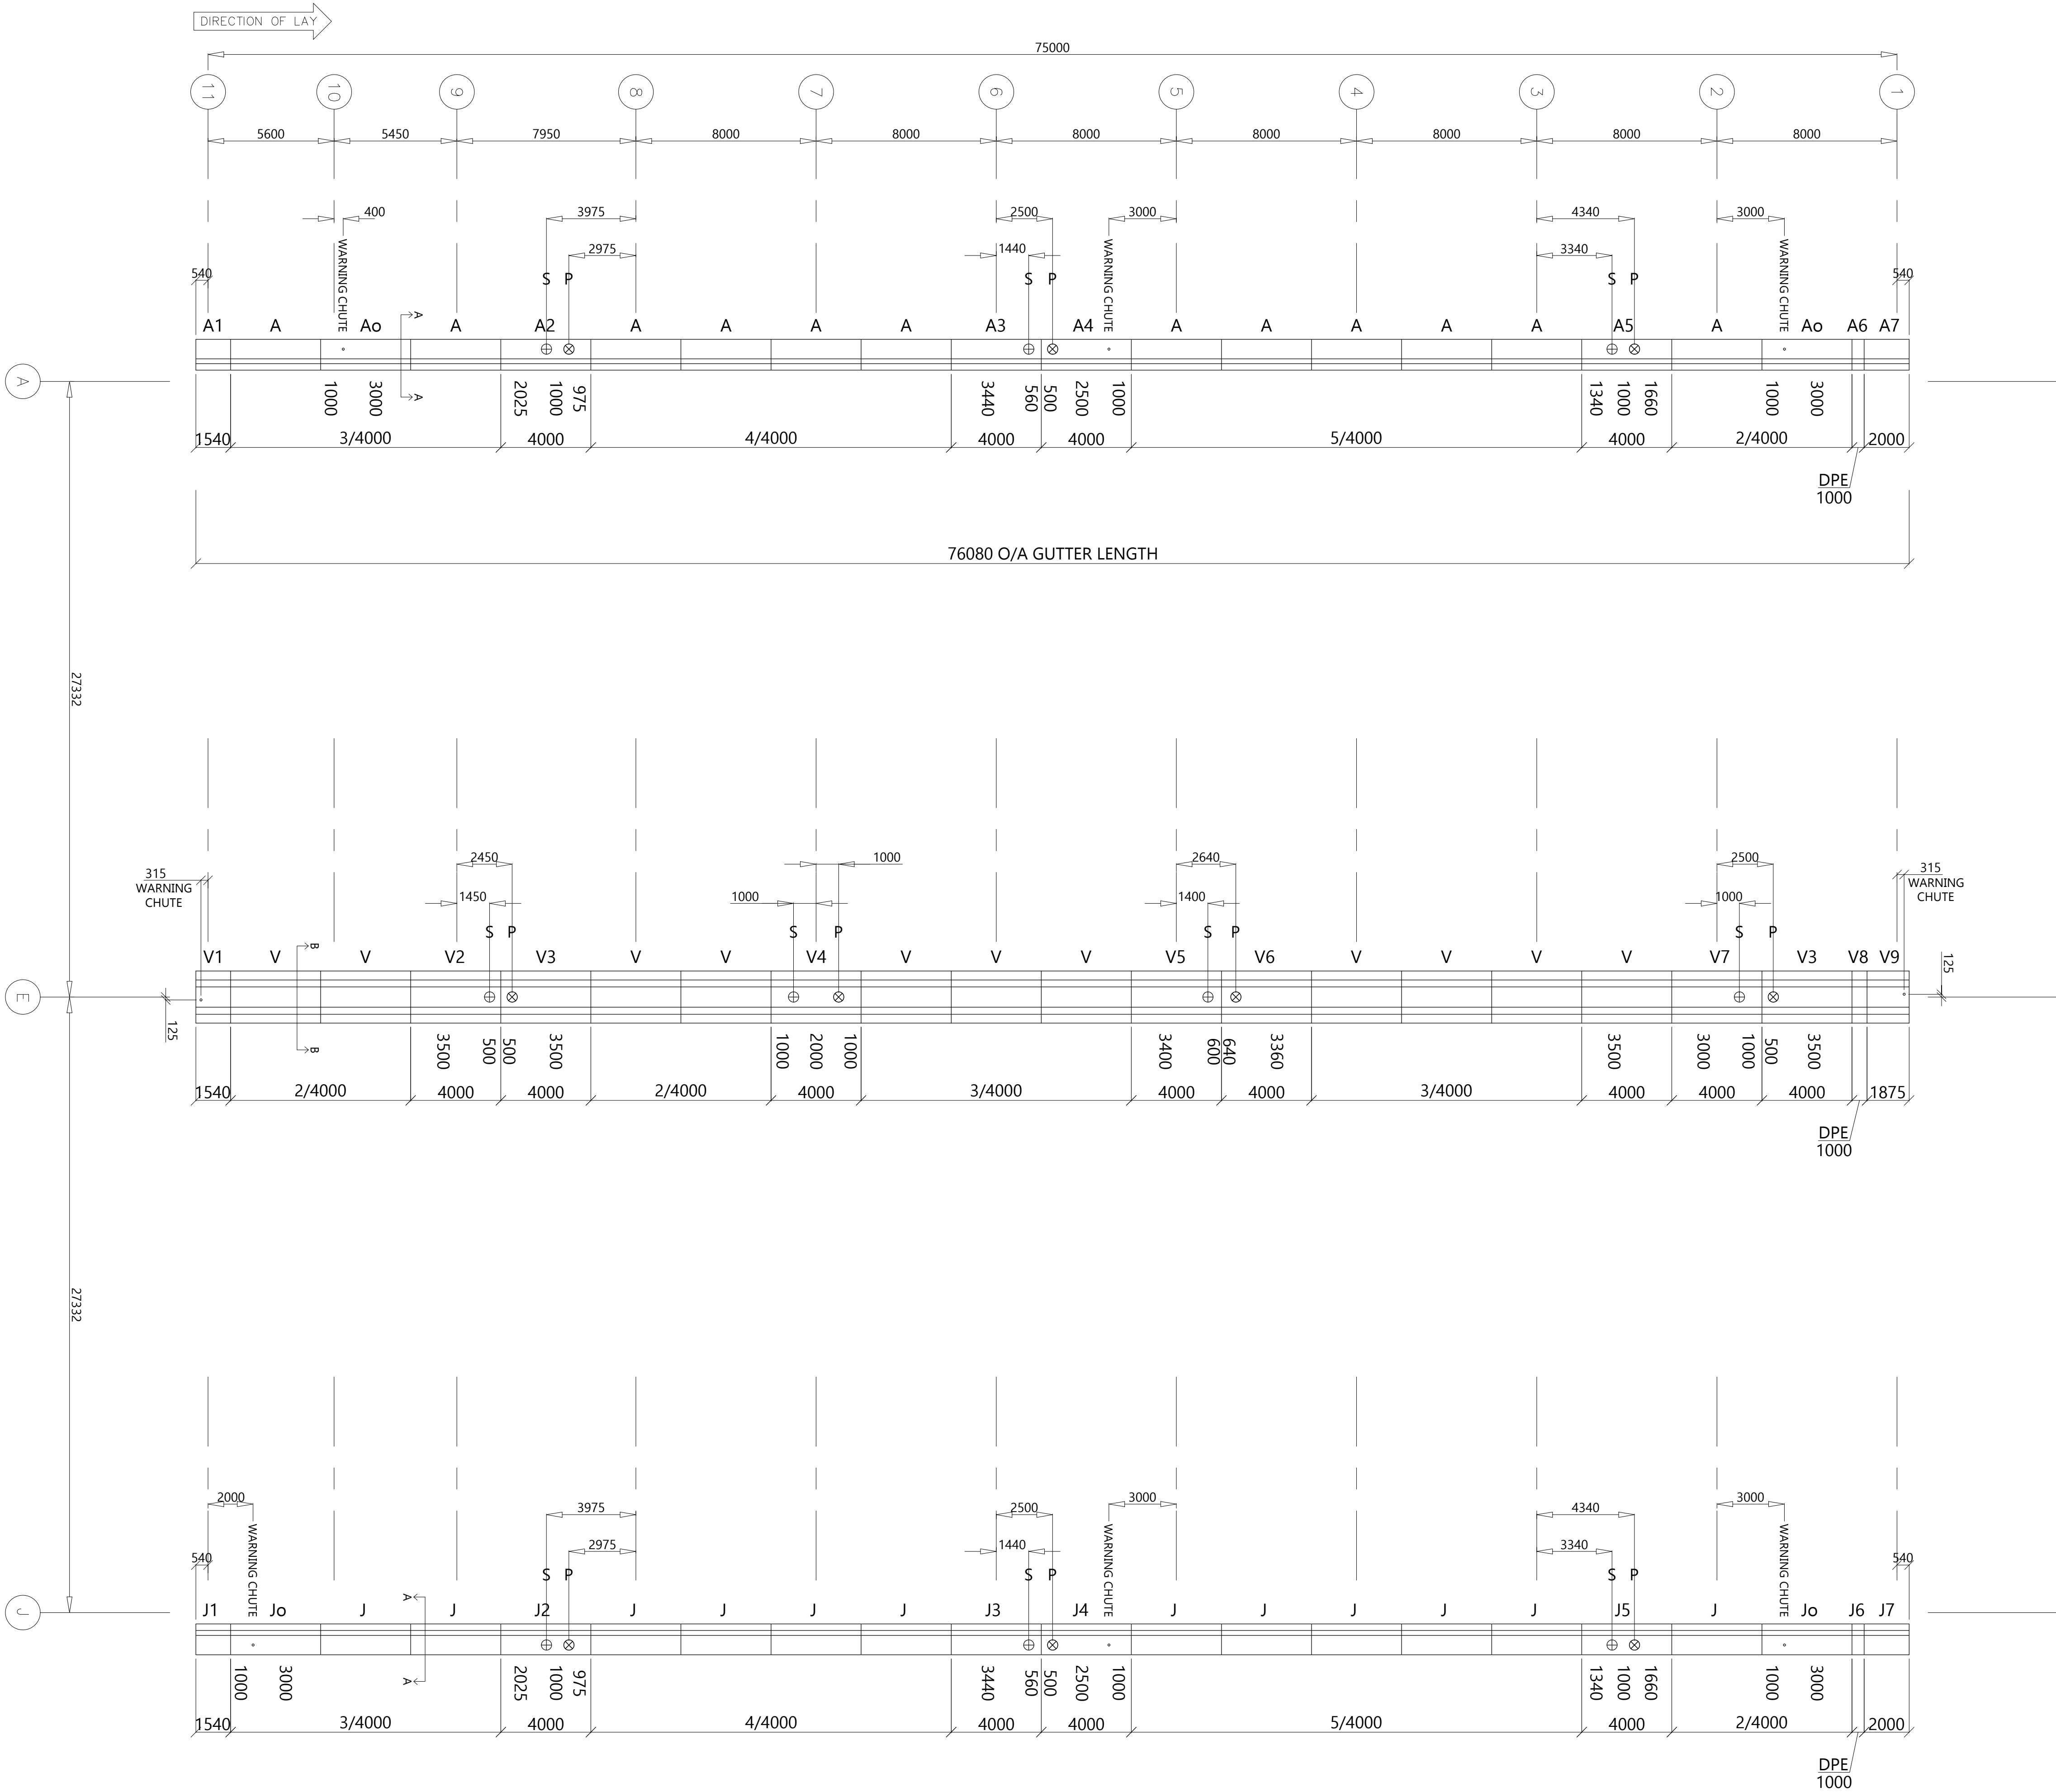 DIRECTION OF LAY
75000
11 10 9 8 7 6 5 4 3 2 1
5600 5450 7950 8000 8000 8000 8000 8000 8000 8000
400 3975 2500 3000 4340 3000
WARNING CHUTE WARNING CHUTE WARNING CHUTE
2975 1440 3340
540 S P S P S P 540
A1 A Ao A A2 A A A A A3 A4 A A A A A A5 A Ao A6 A7
A
A
A
1000 3000 2025 1000 975 3440 560 500 2500 1000 1340 1000 1660 1000 3000
1540 3/4000 4000 4/4000 4000 4000 5/4000 4000 2/4000 2000
DPE
1000
76080 O/A GUTTER LENGTH
27332
2450 1000 2640 2500
315
WARNING
CHUTE
315
WARNING
CHUTE
1450 1000 1400 1000
S P S P S P S P
V1 V V V2 V3 V V V4 V V V V5 V6 V V V V V7 V3 V8 V9
B
B
125
E
125
3500 500 500 3500 1000 2000 1000 3400 600 640 3360 3500 3000 1000 500 3500
1540 2/4000 4000 4000 2/4000 4000 3/4000 4000 4000 3/4000 4000 4000 4000 1875
DPE
1000
27332
2000 3975 2500 3000 4340 3000
WARNING CHUTE WARNING CHUTE WARNING CHUTE
2975 1440 3340
540 S P S P S P 540
J1 Jo J J J2 J J J J J3 J4 J J J J J J5 J Jo J6 J7
A
A
J
1000 3000 2025 1000 975 3440 560 500 2500 1000 1340 1000 1660 1000 3000
1540 3/4000 4000 4/4000 4000 4000 5/4000 4000 2/4000 2000
DPE
1000